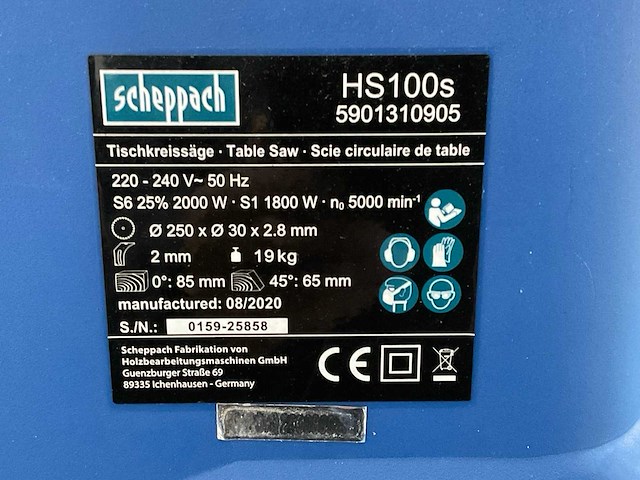 scheppach
HS100s
5901310905
Tischkreissäge · Table Saw · Scie circulaire de table
220 - 240 V~ 50 Hz
S6 25% 2000 W · S1 1800 W · n₀ 5000 min⁻¹
Ø 250 x Ø 30 x 2.8 mm
2 mm 19 kg
0°: 85 mm 45°: 65 mm
manufactured: 08/2020
S./N.: 0159-25858
Scheppach Fabrikation von
Holzbearbeitungsmaschinen GmbH
Guenzburger Straße 69
89335 Ichenhausen - Germany
CE